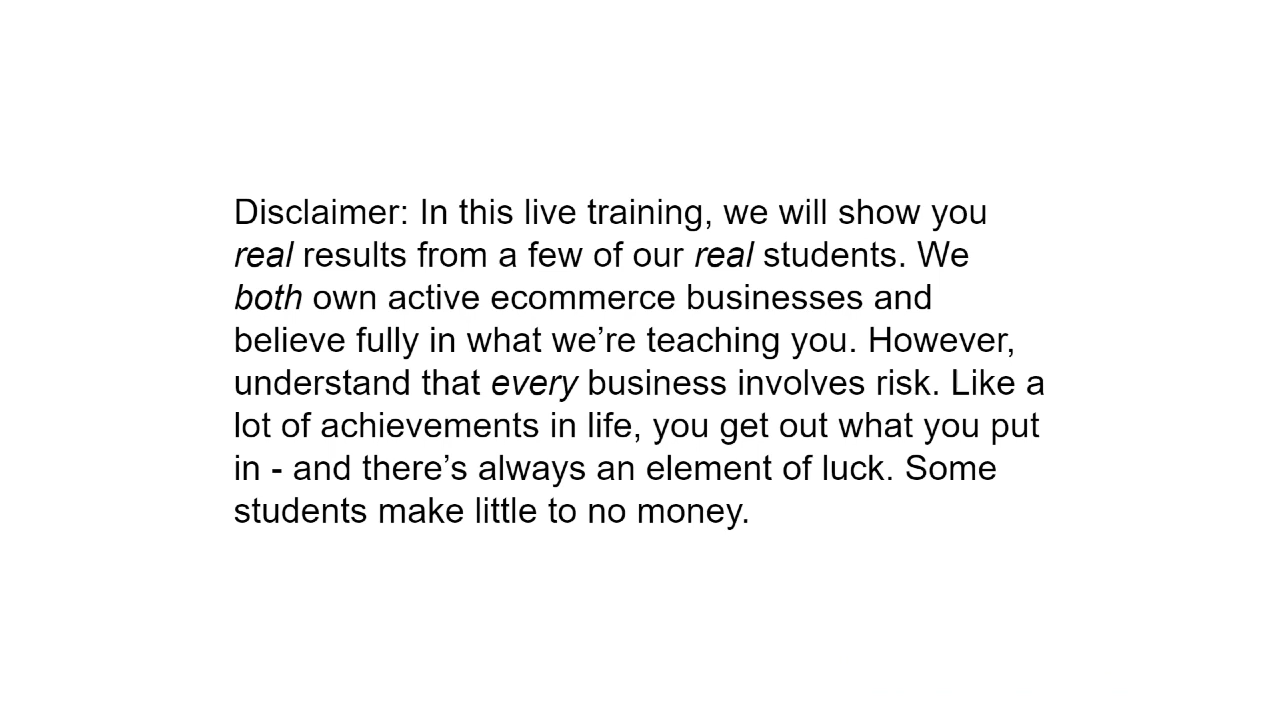 Disclaimer: In this live training, we will show you
real results from a few of our real students. We
both own active ecommerce businesses and
believe fully in what we’re teaching you. However,
understand that every business involves risk. Like a
lot of achievements in life, you get out what you put
in - and there’s always an element of luck. Some
students make little to no money.